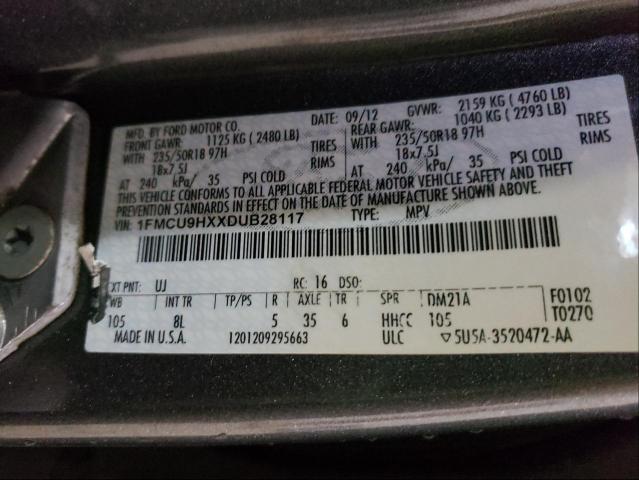 MFD. BY FORD MOTOR CO. DATE: 09/12 GVWR: 2159 KG ( 4760 LB)
FRONT GAWR: 1125 KG ( 2480 LB) REAR GAWR: 1040 KG ( 2293 LB)
WITH 235/50R18 97H TIRES WITH 235/50R18 97H TIRES
18x7.5J RIMS 18x7.5J RIMS
AT 240 kPa/ 35 PSI COLD AT 240 kPa/ 35 PSI COLD
THIS VEHICLE CONFORMS TO ALL APPLICABLE FEDERAL MOTOR VEHICLE SAFETY AND THEFT
PREVENTION STANDARDS IN EFFECT ON THE DATE OF MANUFACTURE SHOWN ABOVE.
VIN: 1FMCU9HXXDUB28117 TYPE: MPV
XT PNT: UJ RC: 16 DSO:
WB INT TR TP/PS R AXLE TR SPR DM21A F0102
105 8L 5 35 6 HHCC 105 T0270
MADE IN U.S.A. 1201209295663 ULC ▽5U5A-3520472-AA